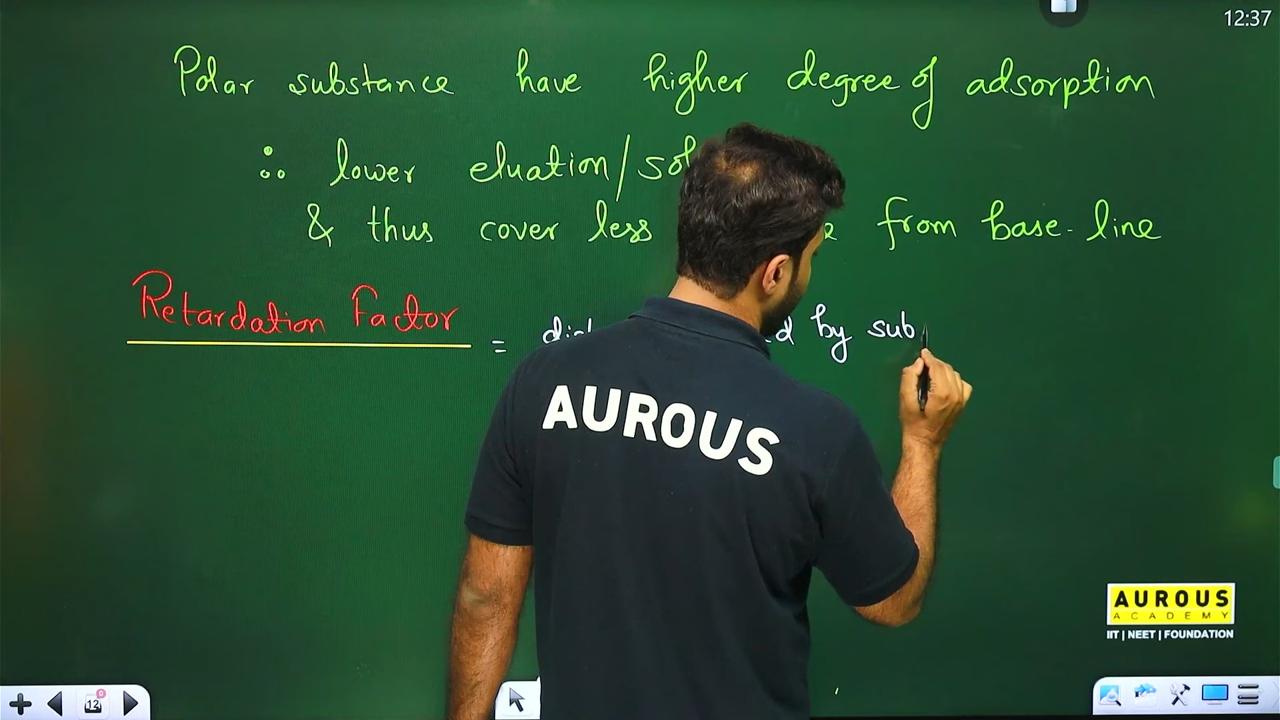 12:37
Polar substance have higher degree of adsorption
∴ lower eluation/
& thus cover less from base-line
Retardation Factor
= by sub
AUROUS
AUROUS
ACADEMY
IIT | NEET | FOUNDATION
12